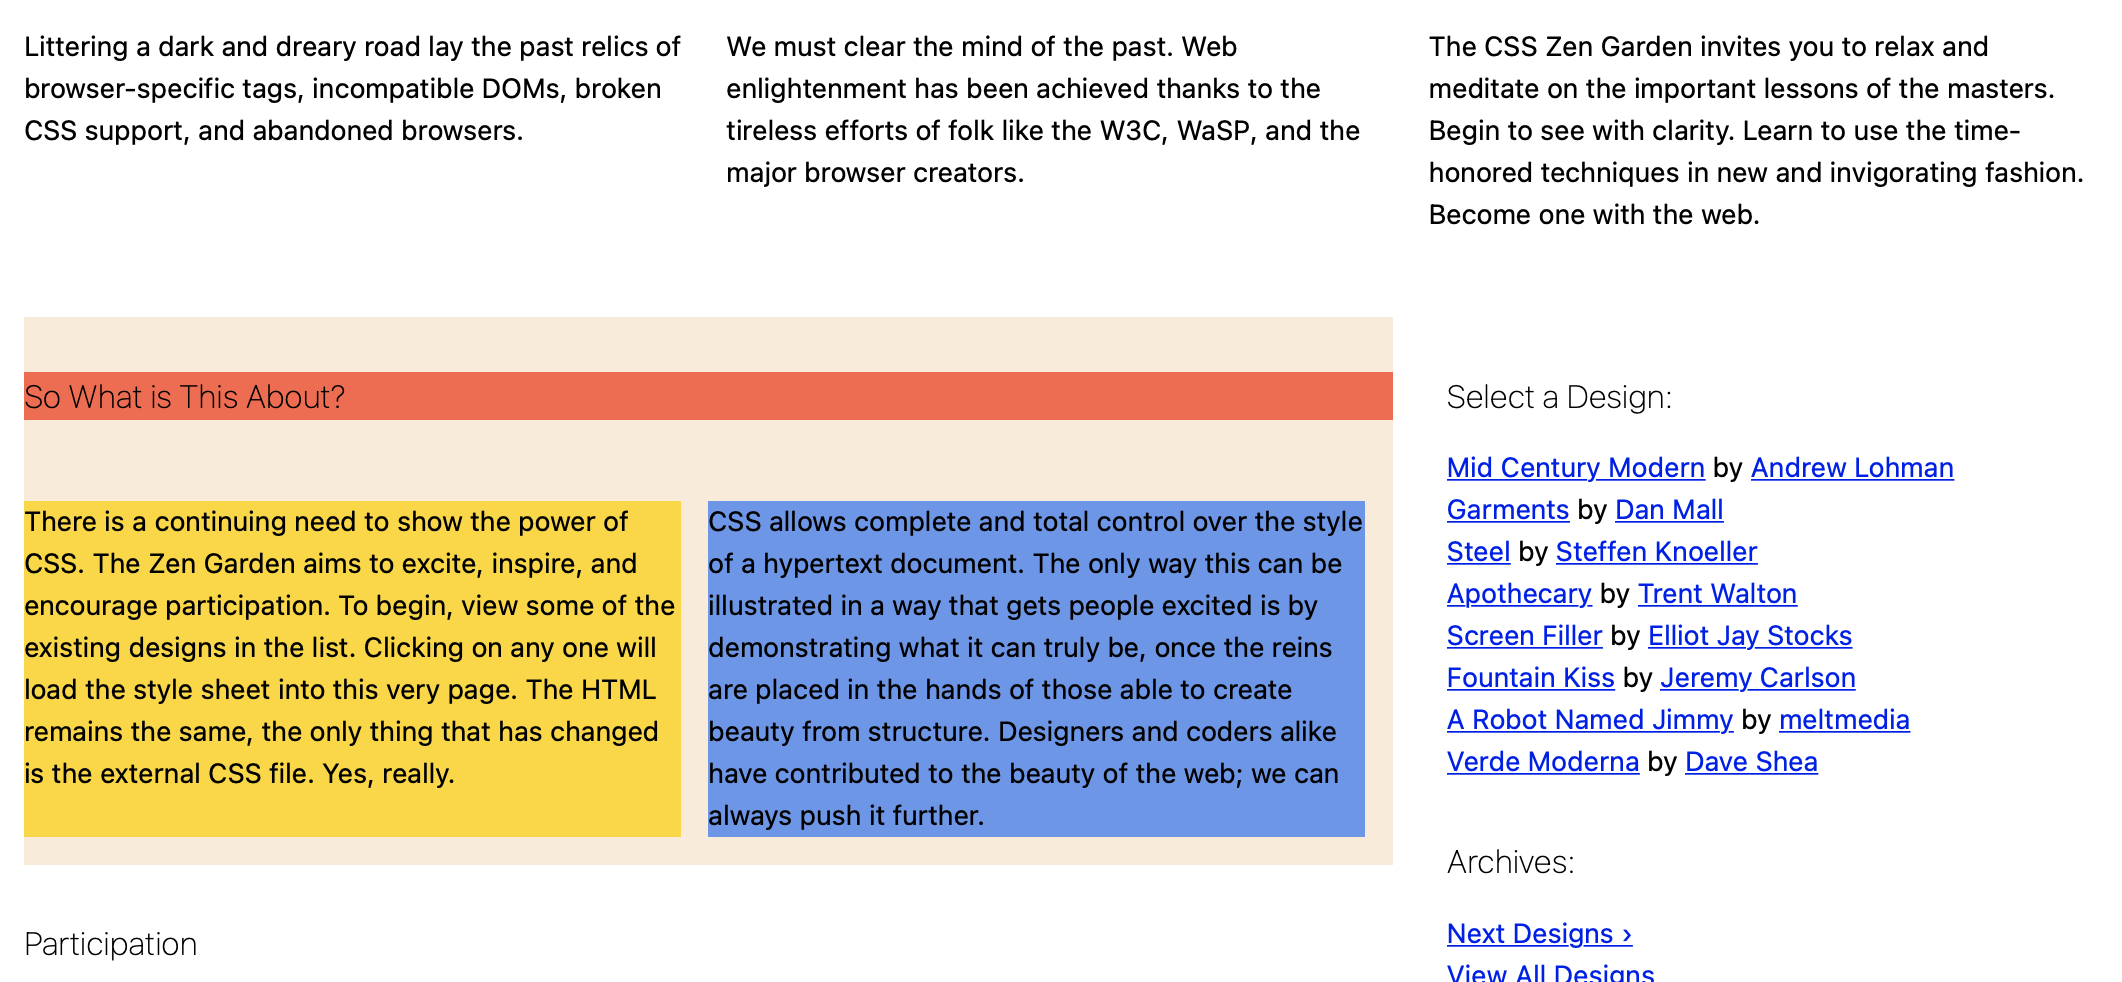 Littering a dark and dreary road lay the past relics of
browser-specific tags, incompatible DOMs, broken
CSS support, and abandoned browsers.
We must clear the mind of the past. Web
enlightenment has been achieved thanks to the
tireless efforts of folk like the W3C, WaSP, and the
major browser creators.
The CSS Zen Garden invites you to relax and
meditate on the important lessons of the masters.
Begin to see with clarity. Learn to use the time-
honored techniques in new and invigorating fashion.
Become one with the web.
So What is This About?
There is a continuing need to show the power of
CSS. The Zen Garden aims to excite, inspire, and
encourage participation. To begin, view some of the
existing designs in the list. Clicking on any one will
load the style sheet into this very page. The HTML
remains the same, the only thing that has changed
is the external CSS file. Yes, really.
CSS allows complete and total control over the style
of a hypertext document. The only way this can be
illustrated in a way that gets people excited is by
demonstrating what it can truly be, once the reins
are placed in the hands of those able to create
beauty from structure. Designers and coders alike
have contributed to the beauty of the web; we can
always push it further.
Participation
Select a Design:
Mid Century Modern by Andrew Lohman
Garments by Dan Mall
Steel by Steffen Knoeller
Apothecary by Trent Walton
Screen Filler by Elliot Jay Stocks
Fountain Kiss by Jeremy Carlson
A Robot Named Jimmy by meltmedia
Verde Moderna by Dave Shea
Archives:
Next Designs ›
View All Designs